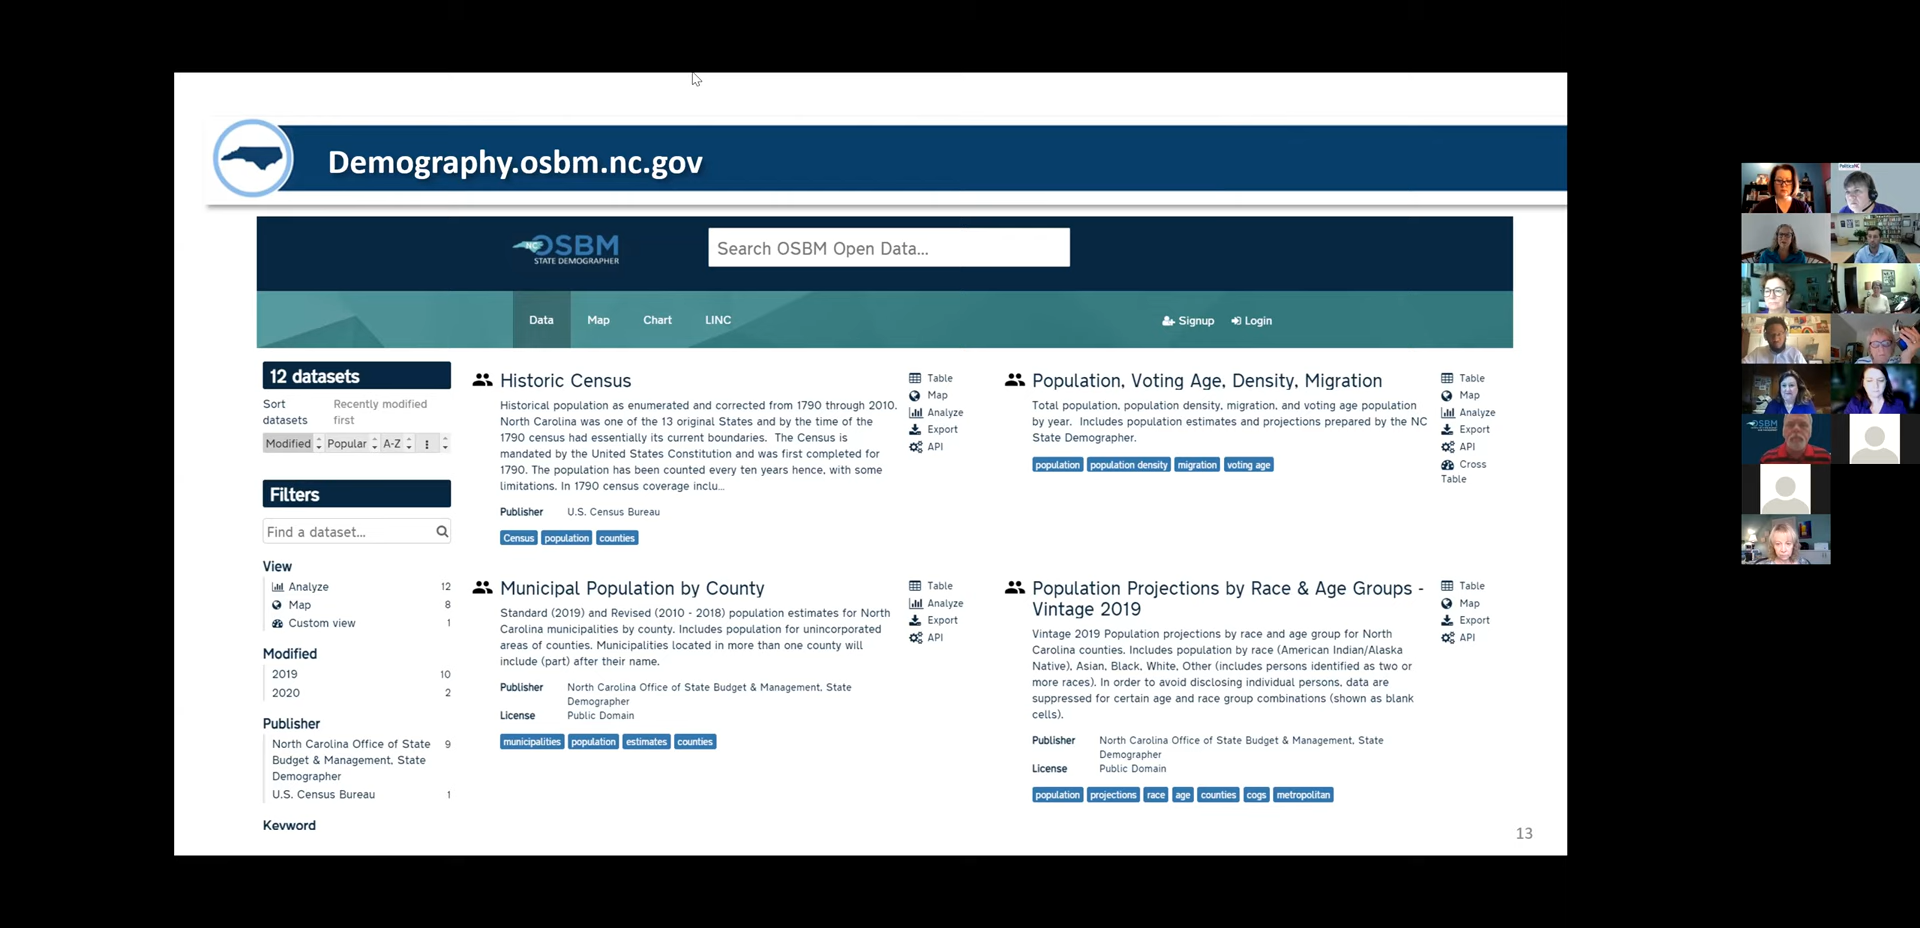 Demography.osbm.nc.gov
NC OSBM
STATE DEMOGRAPHER
Search OSBM Open Data...
Data
Map
Chart
LINC
Signup
Login
12 datasets
Sort datasets
Recently modified first
Modified
Popular
A-Z
Filters
Find a dataset...
View
Analyze 12
Map 8
Custom view 1
Modified
2019 10
2020 2
Publisher
North Carolina Office of State 9
Budget & Management, State
Demographer
U.S. Census Bureau 1
Keyword
Historic Census
Historical population as enumerated and corrected from 1790 through 2010.
North Carolina was one of the 13 original States and by the time of the
1790 census had essentially its current boundaries. The Census is
mandated by the United States Constitution and was first completed for
1790. The population has been counted every ten years hence, with some
limitations. In 1790 census coverage inclu...
Publisher U.S. Census Bureau
Census population counties
Table
Map
Analyze
Export
API
Population, Voting Age, Density, Migration
Total population, population density, migration, and voting age population
by year. Includes population estimates and projections prepared by the NC
State Demographer.
population population density migration voting age
Table
Map
Analyze
Export
API
Cross
Table
Municipal Population by County
Standard (2019) and Revised (2010 - 2018) population estimates for North
Carolina municipalities by county. Includes population for unincorporated
areas of counties. Municipalities located in more than one county will
include (part) after their name.
Publisher North Carolina Office of State Budget & Management, State
Demographer
License Public Domain
municipalities population estimates counties
Table
Analyze
Export
API
Population Projections by Race & Age Groups -
Vintage 2019
Vintage 2019 Population projections by race and age group for North
Carolina counties. Includes population by race (American Indian/Alaska
Native), Asian, Black, White, Other (includes persons identified as two or
more races). In order to avoid disclosing individual persons, data are
suppressed for certain age and race group combinations (shown as blank
cells).
Publisher North Carolina Office of State Budget & Management, State
Demographer
License Public Domain
population projections race age counties cogs metropolitan
Table
Map
Export
API
13
PoliticsNC
OSBM